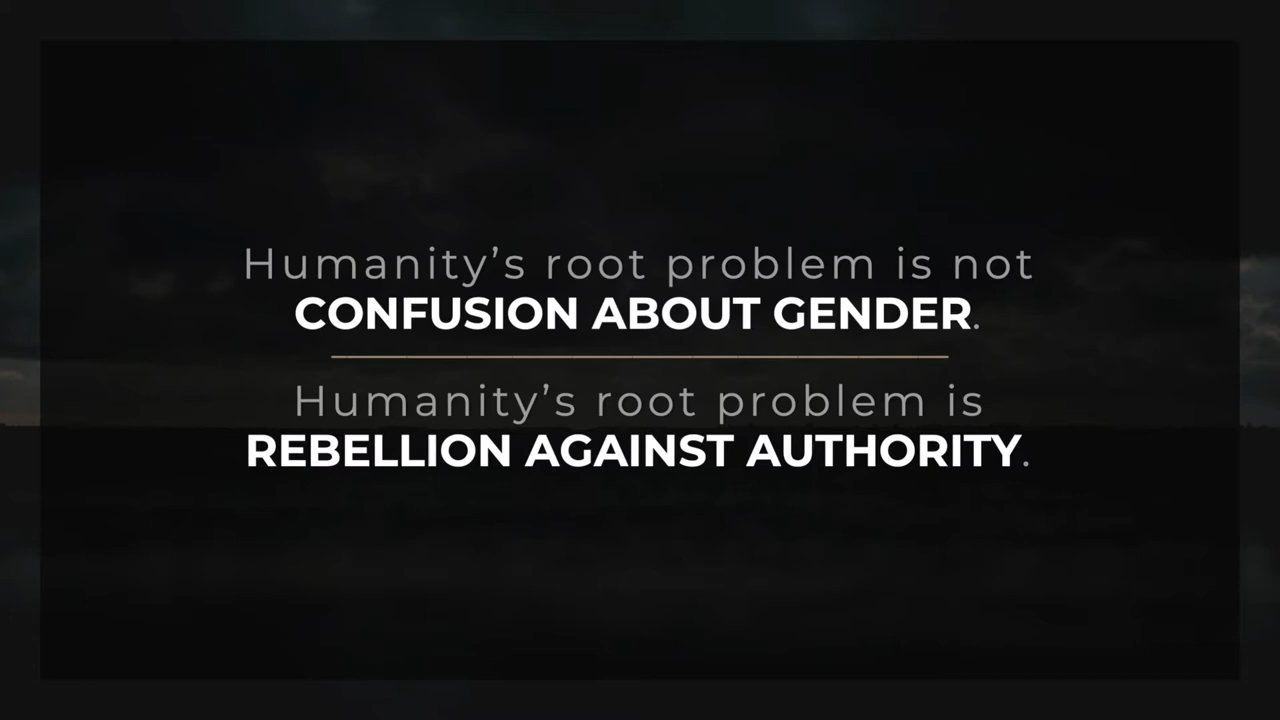 Humanity’s root problem is not
CONFUSION ABOUT GENDER.
Humanity’s root problem is
REBELLION AGAINST AUTHORITY.